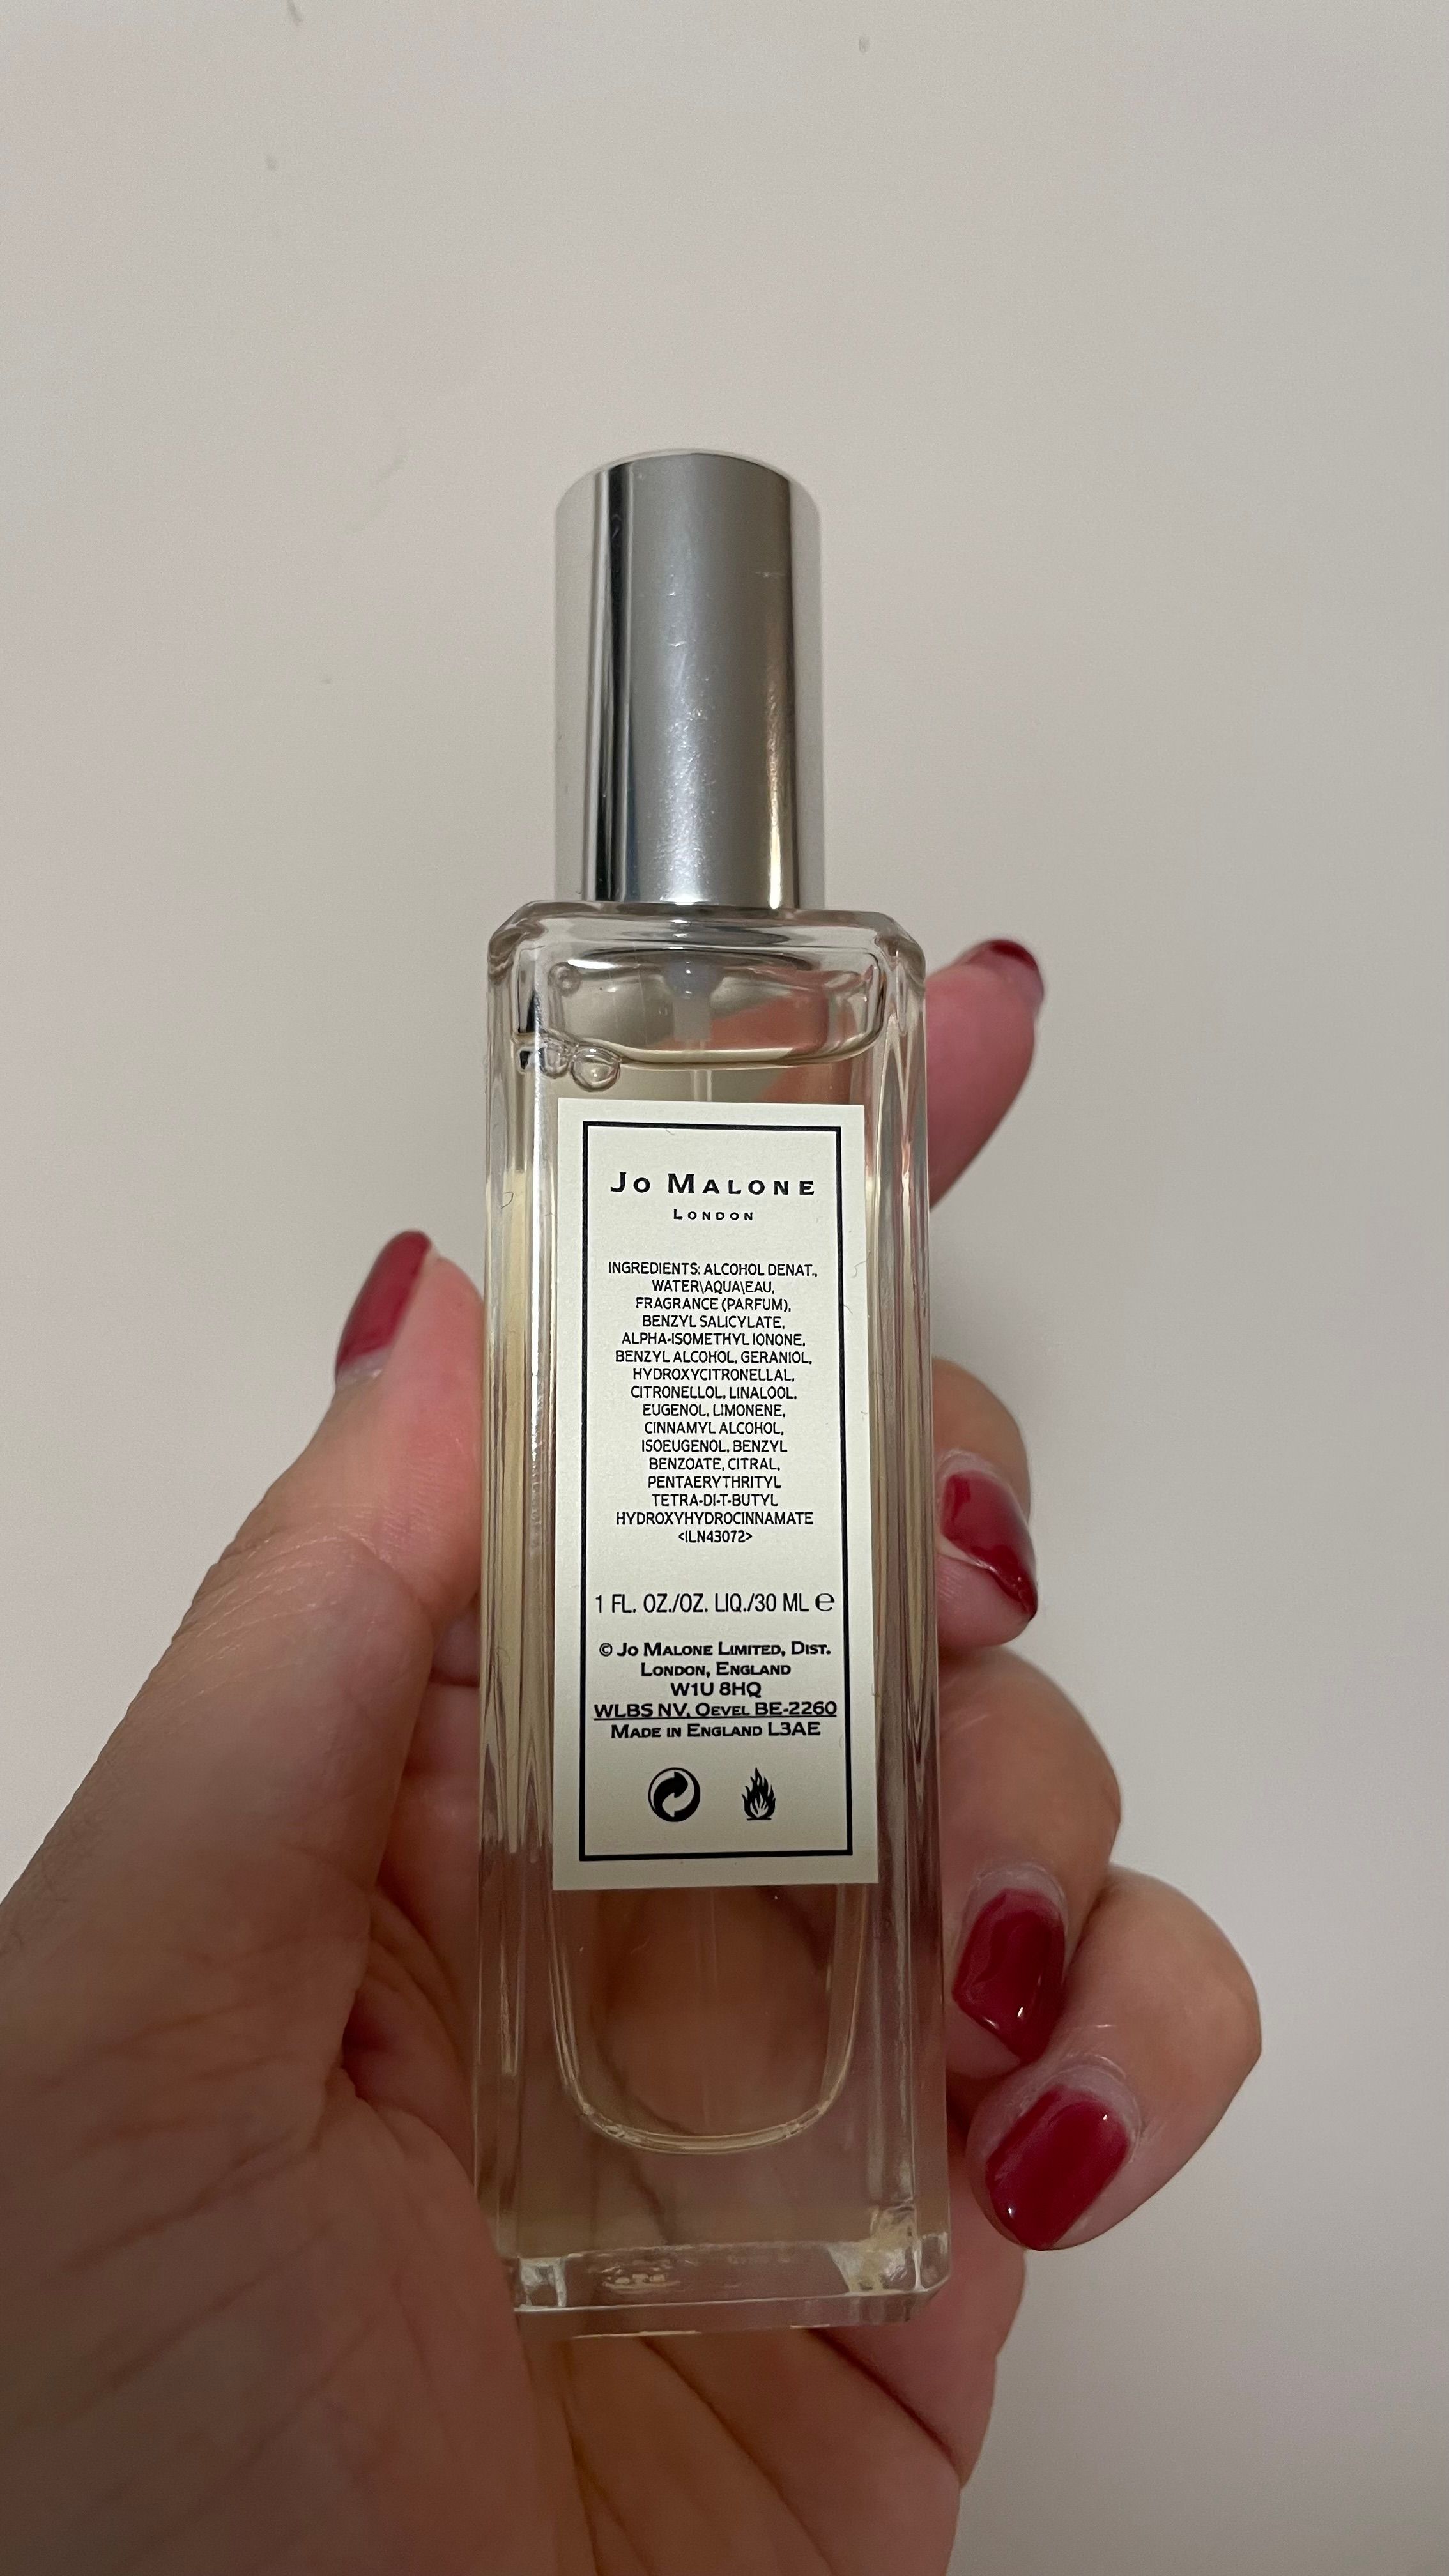 Jo Malone
London
INGREDIENTS: ALCOHOL DENAT.,
WATER\AQUA\EAU,
FRAGRANCE (PARFUM),
BENZYL SALICYLATE,
ALPHA-ISOMETHYL IONONE,
BENZYL ALCOHOL, GERANIOL,
HYDROXYCITRONELLAL,
CITRONELLOL, LINALOOL,
EUGENOL, LIMONENE,
CINNAMYL ALCOHOL,
ISOEUGENOL, BENZYL
BENZOATE, CITRAL,
PENTAERYTHRITYL
TETRA-DI-T-BUTYL
HYDROXYHYDROCINNAMATE
<ILN43072>
1 FL. OZ./OZ. LIQ./30 ML ℮
© Jo Malone Limited, Dist.
London, England
W1U 8HQ
WLBS NV, Oevel BE-2260
Made in England L3AE